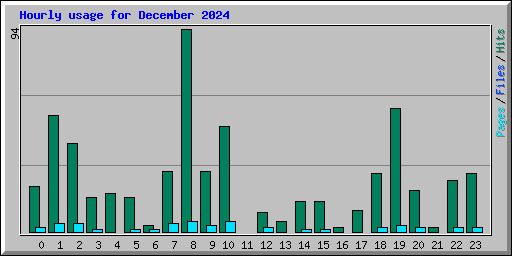 Hourly usage for December 2024
94
Pages/Files/Hits
0 1 2 3 4 5 6 7 8 9 10 11 12 13 14 15 16 17 18 19 20 21 22 23